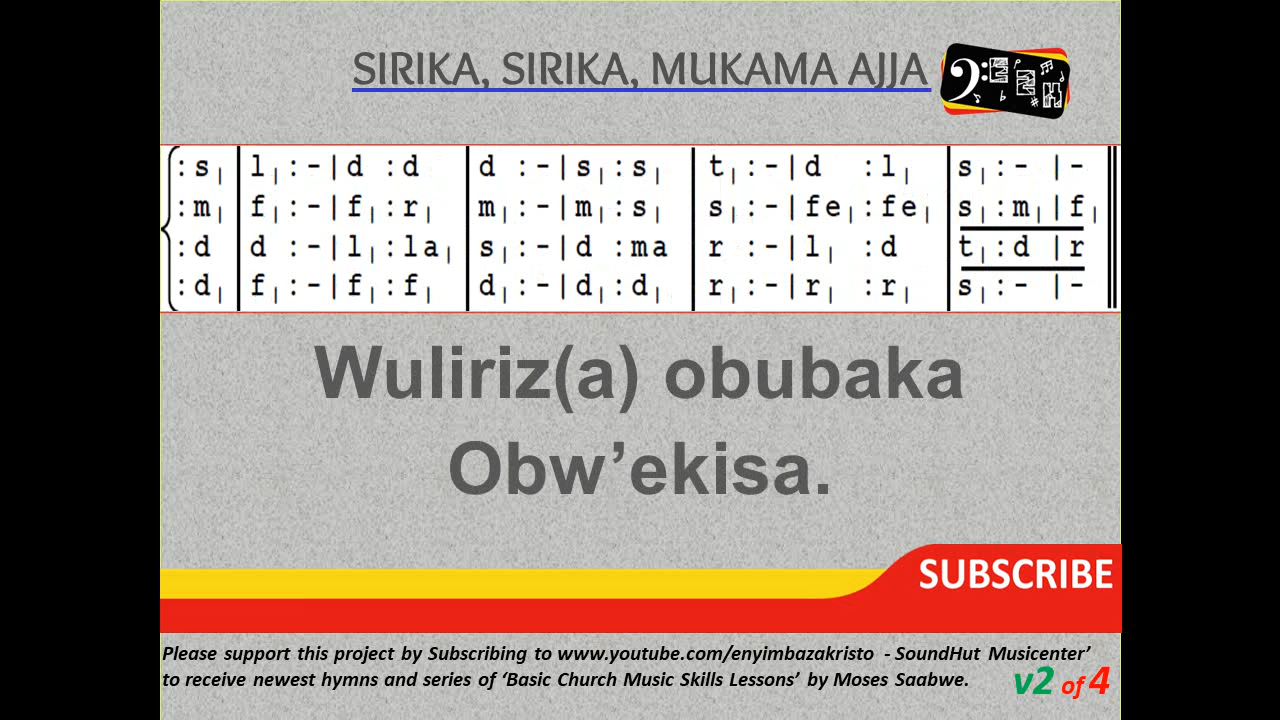 SIRIKA, SIRIKA, MUKAMA AJJA
:s| l|:-|d :d d :-|s|:s| t|:-|d :l| s|:- |-
:m| f|:-|f|:r| m|:-|m|:s| s|:-|fe|:fe| s|:m||f|
:d d :-|l|:la| s|:-|d :ma r :-|l| :d t|:d |r
:d| f|:-|f|:f| d|:-|d|:d| r|:-|r| :r| s|:- |-
Wuliriz(a) obubaka
Obw’ekisa.
SUBSCRIBE
Please support this project by Subscribing to www.youtube.com/enyimbazakristo - SoundHut Musicenter’
to receive newest hymns and series of ‘Basic Church Music Skills Lessons’ by Moses Saabwe.
v2 of 4